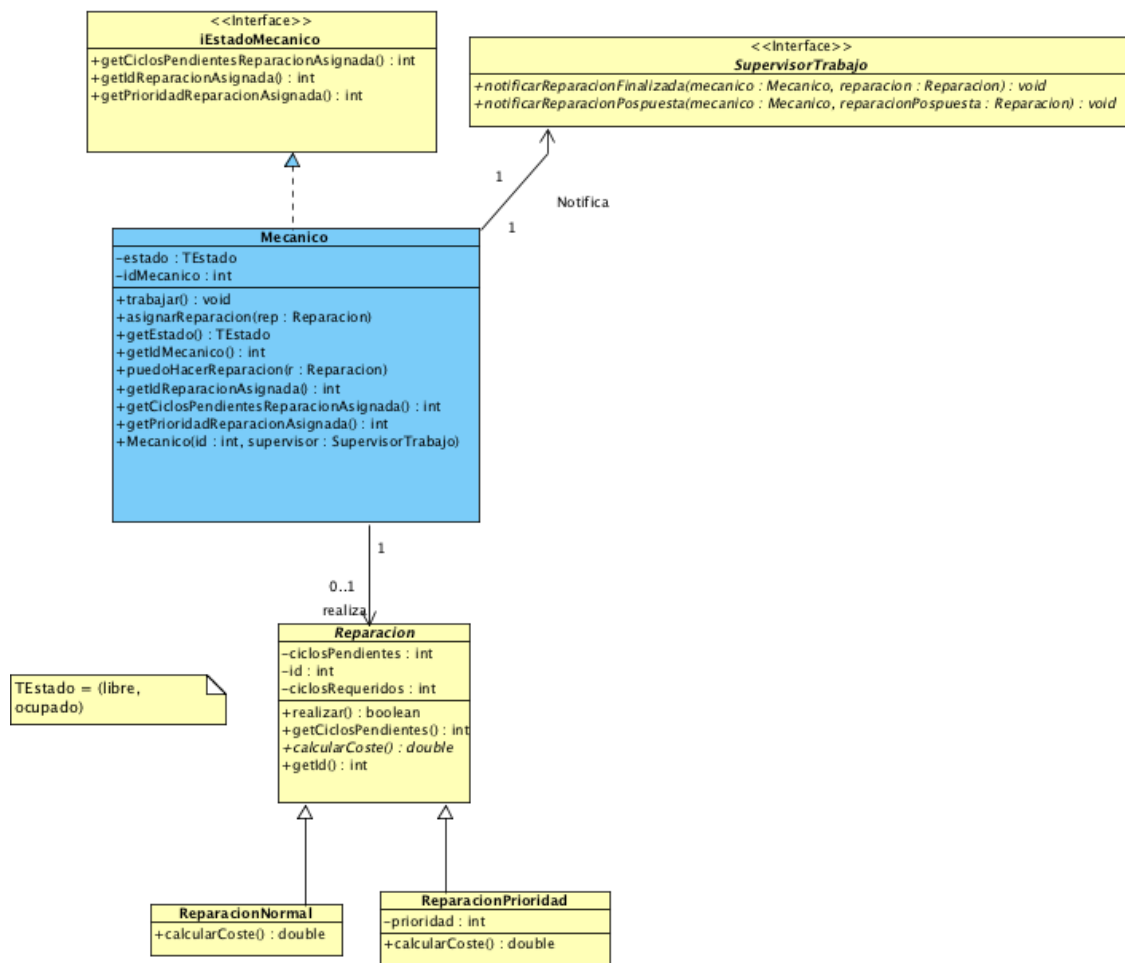 <<Interface>>
iEstadoMecanico
+getCiclosPendientesReparacionAsignada() : int
+getIdReparacionAsignada() : int
+getPrioridadReparacionAsignada() : int
<<Interface>>
SupervisorTrabajo
+notificarReparacionFinalizada(mecanico : Mecanico, reparacion : Reparacion) : void
+notificarReparacionPospuesta(mecanico : Mecanico, reparacionPospuesta : Reparacion) : void
1
Notifica
1
Mecanico
-estado : TEstado
-idMecanico : int
+trabajar() : void
+asignarReparacion(rep : Reparacion)
+getEstado() : TEstado
+getIdMecanico() : int
+puedoHacerReparacion(r : Reparacion)
+getIdReparacionAsignada() : int
+getCiclosPendientesReparacionAsignada() : int
+getPrioridadReparacionAsignada() : int
+Mecanico(id : int, supervisor : SupervisorTrabajo)
1
0..1
realiza
Reparacion
-ciclosPendientes : int
-id : int
-ciclosRequeridos : int
+realizar() : boolean
+getCiclosPendientes() : int
+calcularCoste() : double
+getId() : int
TEstado = (libre,
ocupado)
ReparacionNormal
+calcularCoste() : double
ReparacionPrioridad
-prioridad : int
+calcularCoste() : double